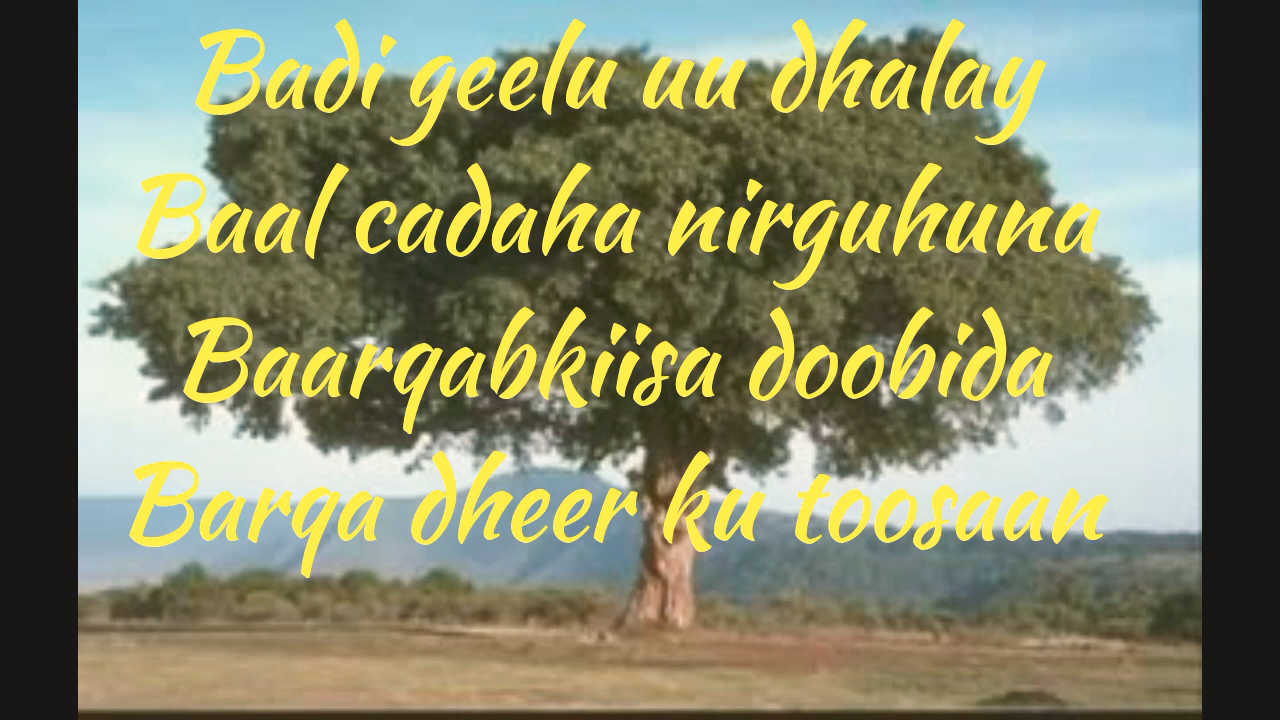 Badi geelu uu dhalay
Baal cadaha nirguhuna
Baarqabkiisa doobida
Barqa dheer ku toosaan